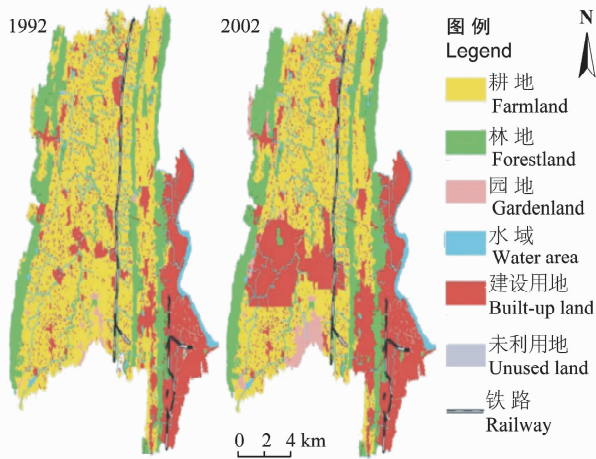 1992
2002
图 例
Legend
N
耕 地
Farmland
林 地
Forestland
园 地
Gardenland
水 域
Water area
建设用地
Built-up land
未利用地
Unused land
铁 路
Railway
0 2 4 km